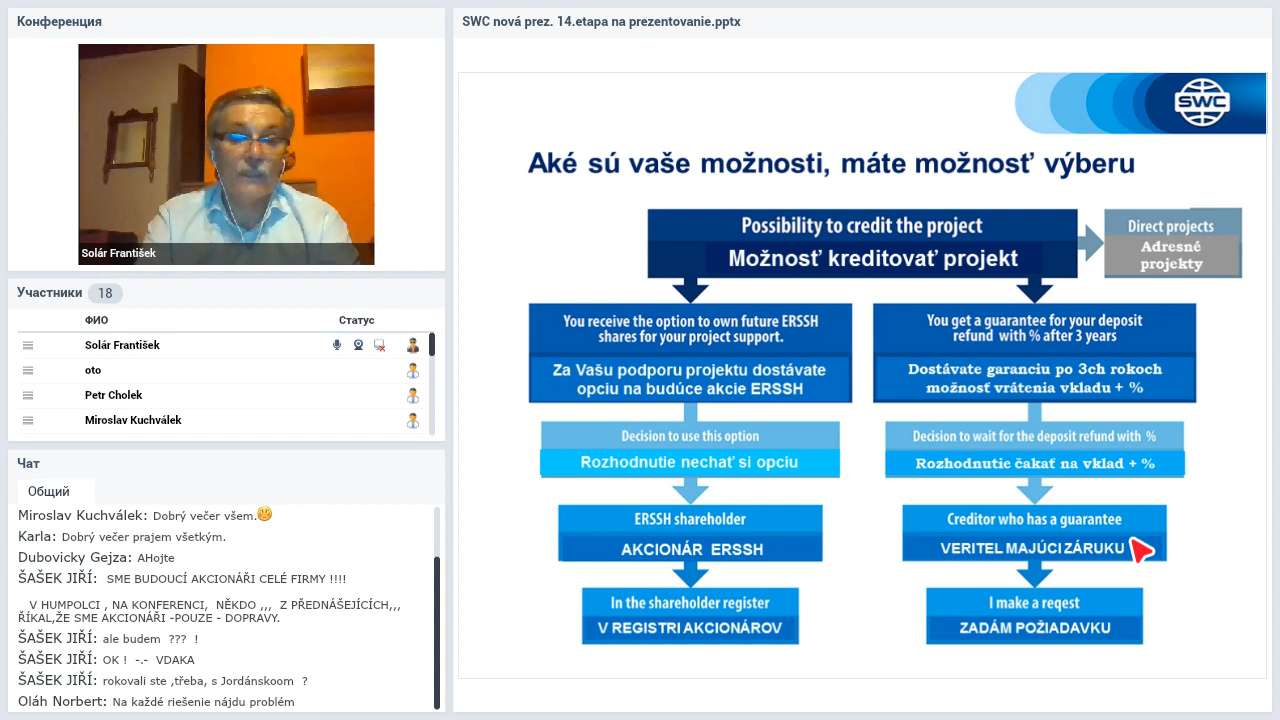 Конференция
Solár František
Участники 18
ФИО Статус
Solár František
oto
Petr Cholek
Miroslav Kuchválek
Чат
Общий
Miroslav Kuchválek: Dobrý večer všem.
Karla: Dobrý večer prajem všetkým.
Dubovicky Gejza: AHojte
ŠAŠEK JIŘÍ: SME BUDOUCÍ AKCIONÁŘI CELÉ FIRMY !!!!
V HUMPOLCI , NA KONFERENCI, NĚKDO ,,, Z PŘEDNÁŠEJÍCÍCH,,,
ŘÍKAL,ŽE SME AKCIONÁŘI -POUZE - DOPRAVY.
ŠAŠEK JIŘÍ: ale budem ??? !
ŠAŠEK JIŘÍ: OK ! -.- VDAKA
ŠAŠEK JIŘÍ: rokovali ste ,třeba, s Jordánskoom ?
Oláh Norbert: Na každé riešenie nájdu problém
SWC nová prez. 14.etapa na prezentovanie.pptx
SWC
Aké sú vaše možnosti, máte možnosť výberu
Possibility to credit the project
Možnosť kreditovať projekt
Direct projects
Adresné
projekty
You receive the option to own future ERSSH
shares for your project support.
Za Vašu podporu projektu dostávate
opciu na budúce akcie ERSSH
You get a guarantee for your deposit
refund with % after 3 years
Dostávate garanciu po 3ch rokoch
možnosť vrátenia vkladu + %
Decision to use this option
Rozhodnutie nechať si opciu
Decision to wait for the deposit refund with %
Rozhodnutie čakať na vklad + %
ERSSH shareholder
AKCIONÁR ERSSH
Creditor who has a guarantee
VERITEL MAJÚCI ZÁRUKU
In the shareholder register
V REGISTRI AKCIONÁROV
I make a reqest
ZADÁM POŽIADAVKU